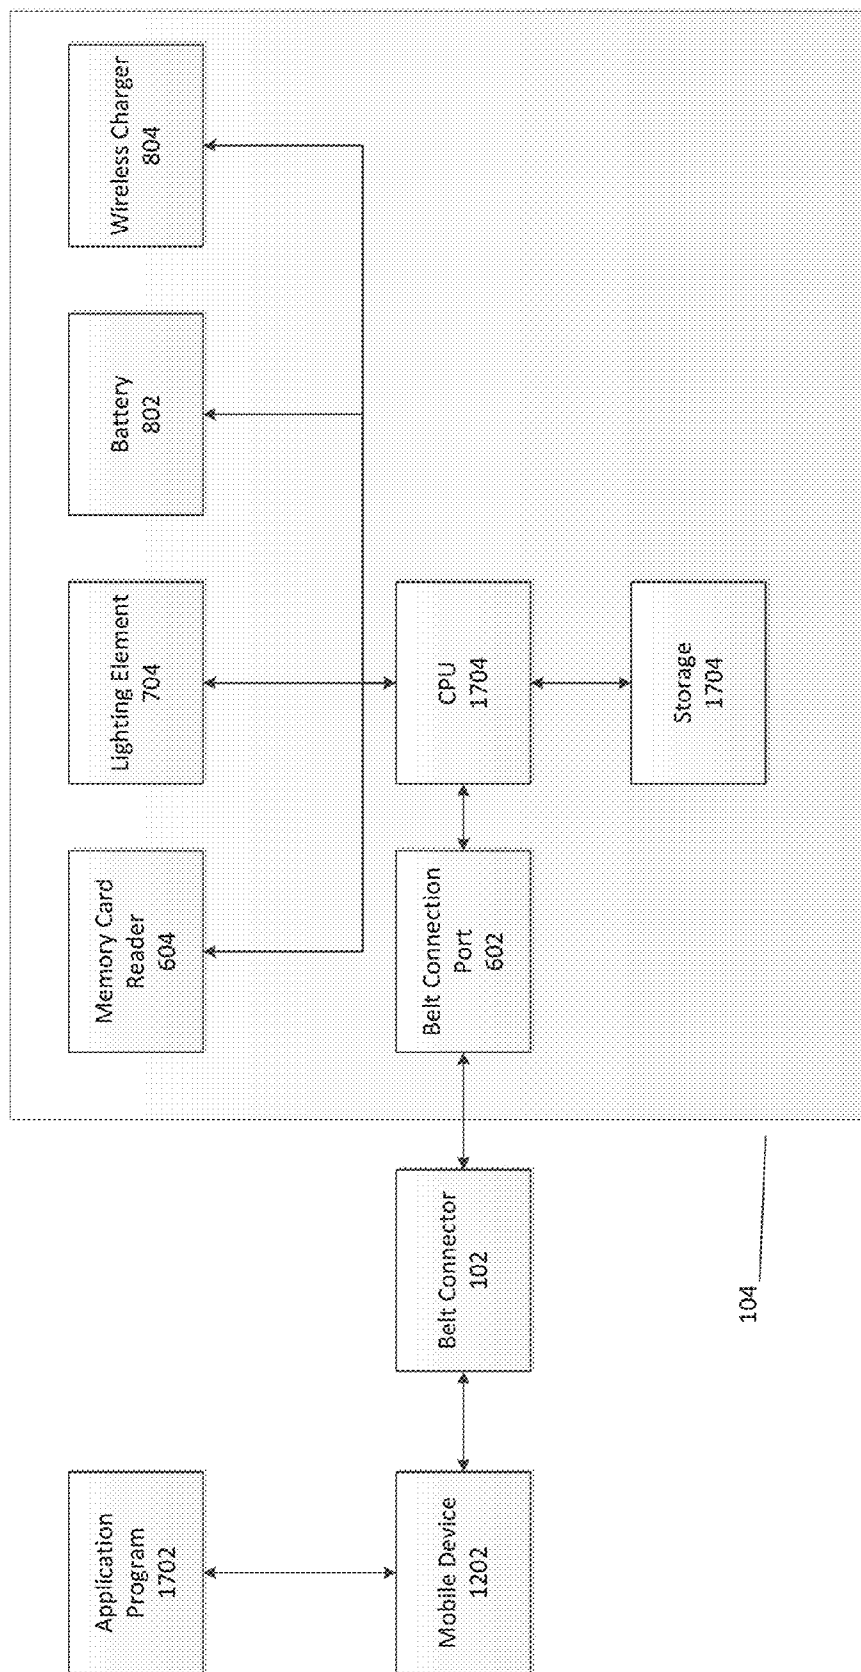 Application
Program
1702
Memory Card
Reader
604
Lighting Element
704
Battery
802
Wireless Charger
804
Mobile Device
1202
Belt Connector
102
Belt Connection
Port
602
CPU
1704
104
Storage
1704